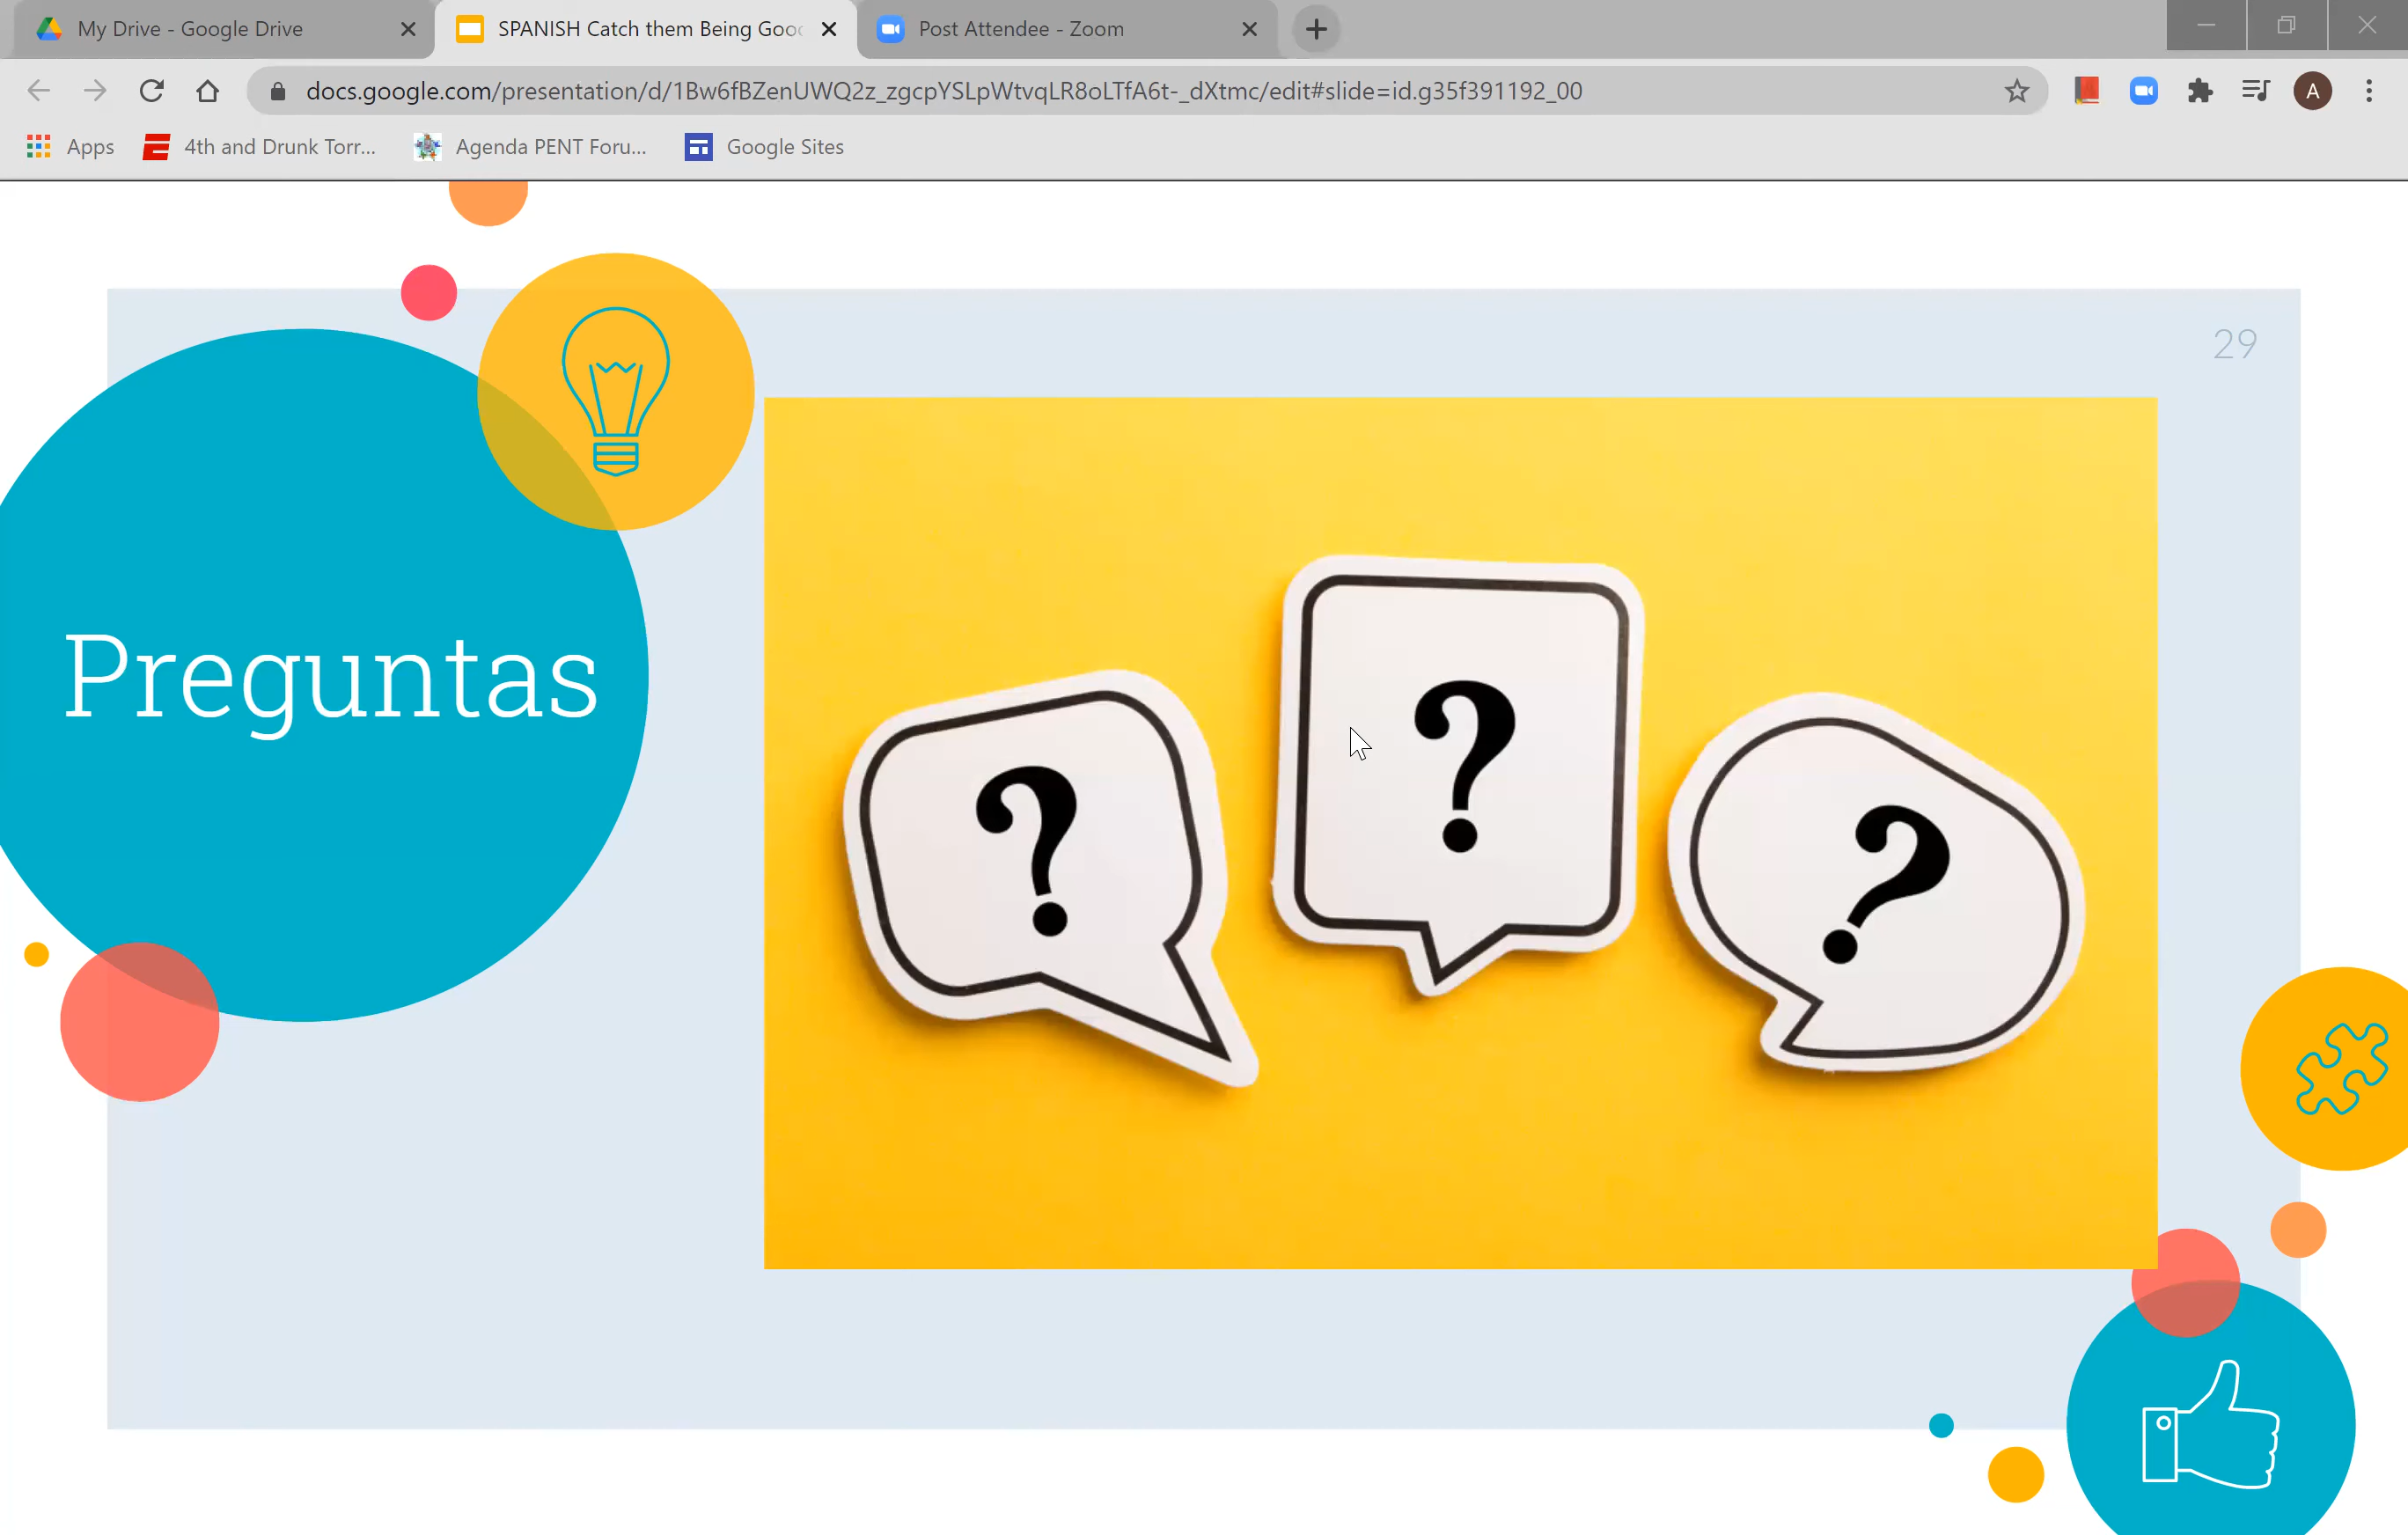 My Drive - Google Drive
SPANISH Catch them Being Goo
Post Attendee - Zoom
docs.google.com/presentation/d/1Bw6fBZenUWQ2z_zgcpYSLpWtvqLR8oLTfA6t-_dXtmc/edit#slide=id.g35f391192_00
A
Apps
4th and Drunk Torr...
Agenda PENT Foru...
Google Sites
29
Preguntas
?
?
?